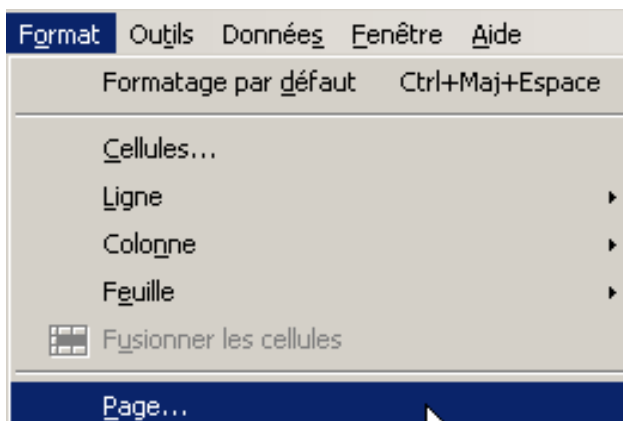 Format Outils Données Fenêtre Aide
Formatage par défaut Ctrl+Maj+Espace
Cellules...
Ligne
Colonne
Feuille
Fusionner les cellules
Page...